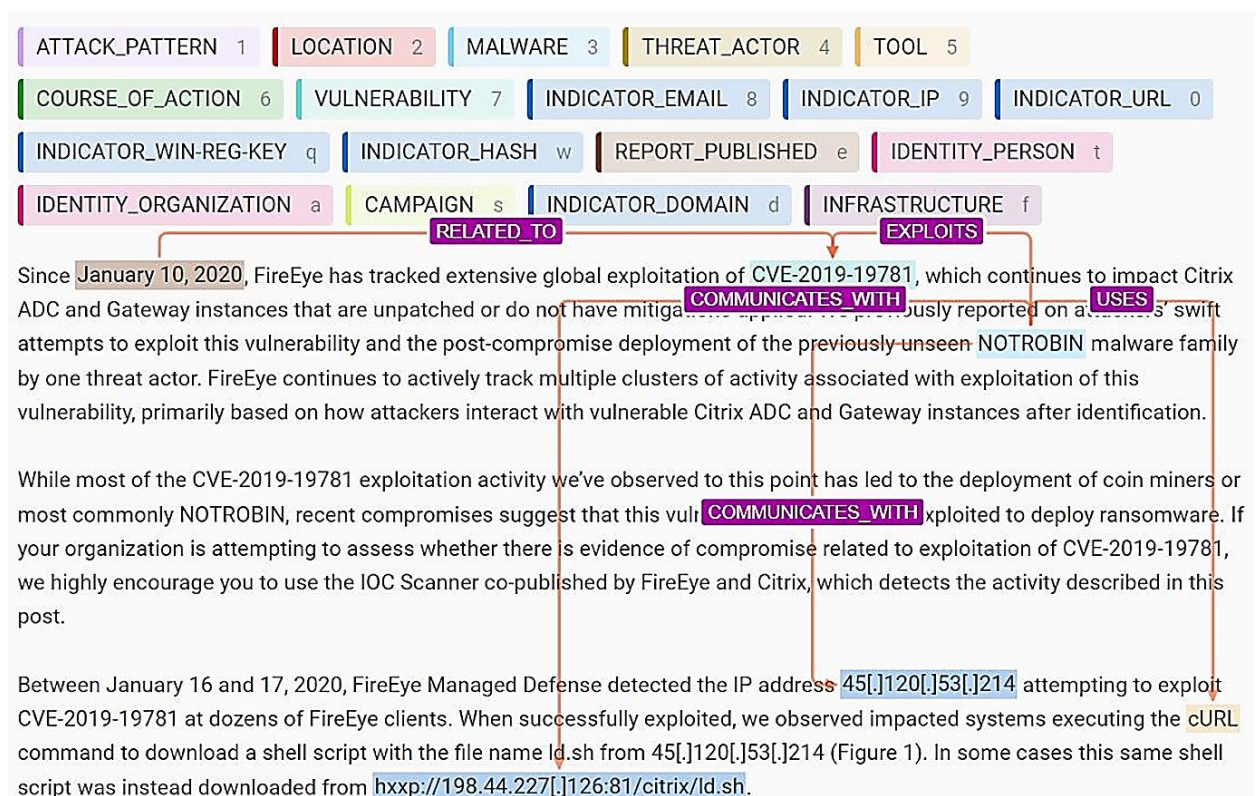 ATTACK_PATTERN 1 LOCATION 2 MALWARE 3 THREAT_ACTOR 4 TOOL 5
COURSE_OF_ACTION 6 VULNERABILITY 7 INDICATOR_EMAIL 8 INDICATOR_IP 9 INDICATOR_URL 0
INDICATOR_WIN-REG-KEY q INDICATOR_HASH w REPORT_PUBLISHED e IDENTITY_PERSON t
IDENTITY_ORGANIZATION a CAMPAIGN s INDICATOR_DOMAIN d INFRASTRUCTURE f
RELATED_TO EXPLOITS
Since January 10, 2020, FireEye has tracked extensive global exploitation of CVE-2019-19781, which continues to impact Citrix
COMMUNICATES_WITH USES
ADC and Gateway instances that are unpatched or do not have reported on swift
attempts to exploit this vulnerability and the post-compromise deployment of the previously unseen NOTROBIN malware family
by one threat actor. FireEye continues to actively track multiple clusters of activity associated with exploitation of this
vulnerability, primarily based on how attackers interact with vulnerable Citrix ADC and Gateway instances after identification.
While most of the CVE-2019-19781 exploitation activity we've observed to this point has led to the deployment of coin miners or
most commonly NOTROBIN, recent compromises suggest that this COMMUNICATES_WITH xploited to deploy ransomware. If
your organization is attempting to assess whether there is evidence of compromise related to exploitation of CVE-2019-19781,
we highly encourage you to use the IOC Scanner co-published by FireEye and Citrix, which detects the activity described in this
post.
Between January 16 and 17, 2020, FireEye Managed Defense detected the IP address 45[.]120[.]53[.]214 attempting to exploit
CVE-2019-19781 at dozens of FireEye clients. When successfully exploited, we observed impacted systems executing the cURL
command to download a shell script with the file name ld.sh from 45[.]120[.]53[.]214 (Figure 1). In some cases this same shell
script was instead downloaded from hxxp://198.44.227[.]126:81/citrix/ld.sh.